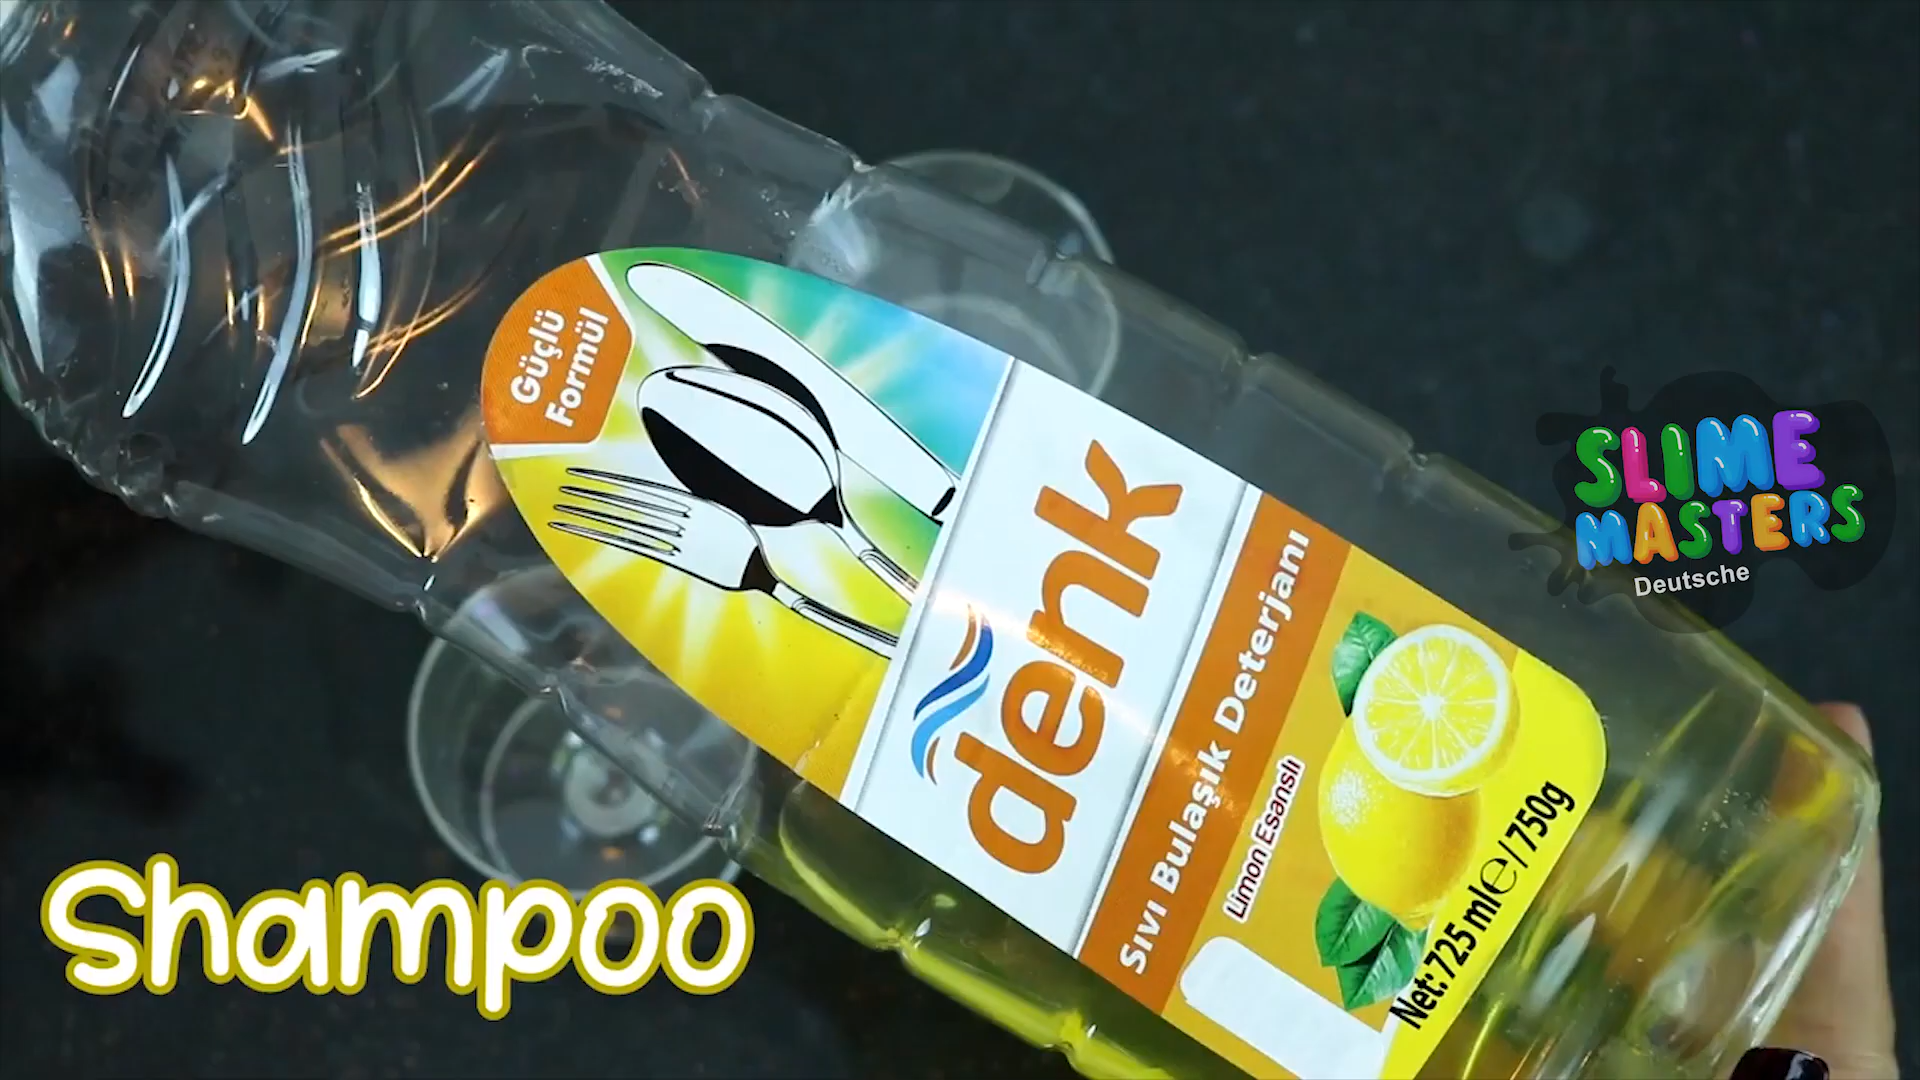 Güçlü
Formül
denk
Sıvı Bulaşık Deterjanı
Limon Esanslı
Net: 725 ml e / 750g
SLIME
MASTERS
Deutsche
Shampoo